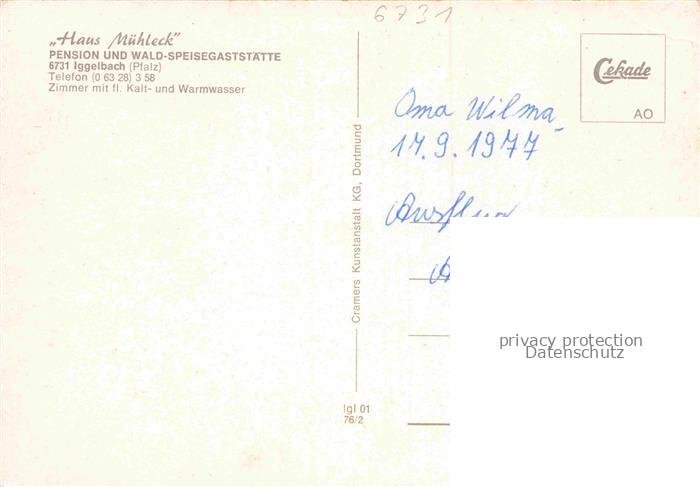 6731
„Haus Mühleck"
PENSION UND WALD-SPEISEGASTSTÄTTE
6731 Iggelbach (Pfalz)
Telefon (0 63 28) 3 58
Zimmer mit fl. Kalt- und Warmwasser
Cramers Kunstanstalt KG, Dortmund
Igl 01
76/2
Cekade
AO
Oma Wilma
14.9.1977
Ausflug
privacy protection
Datenschutz